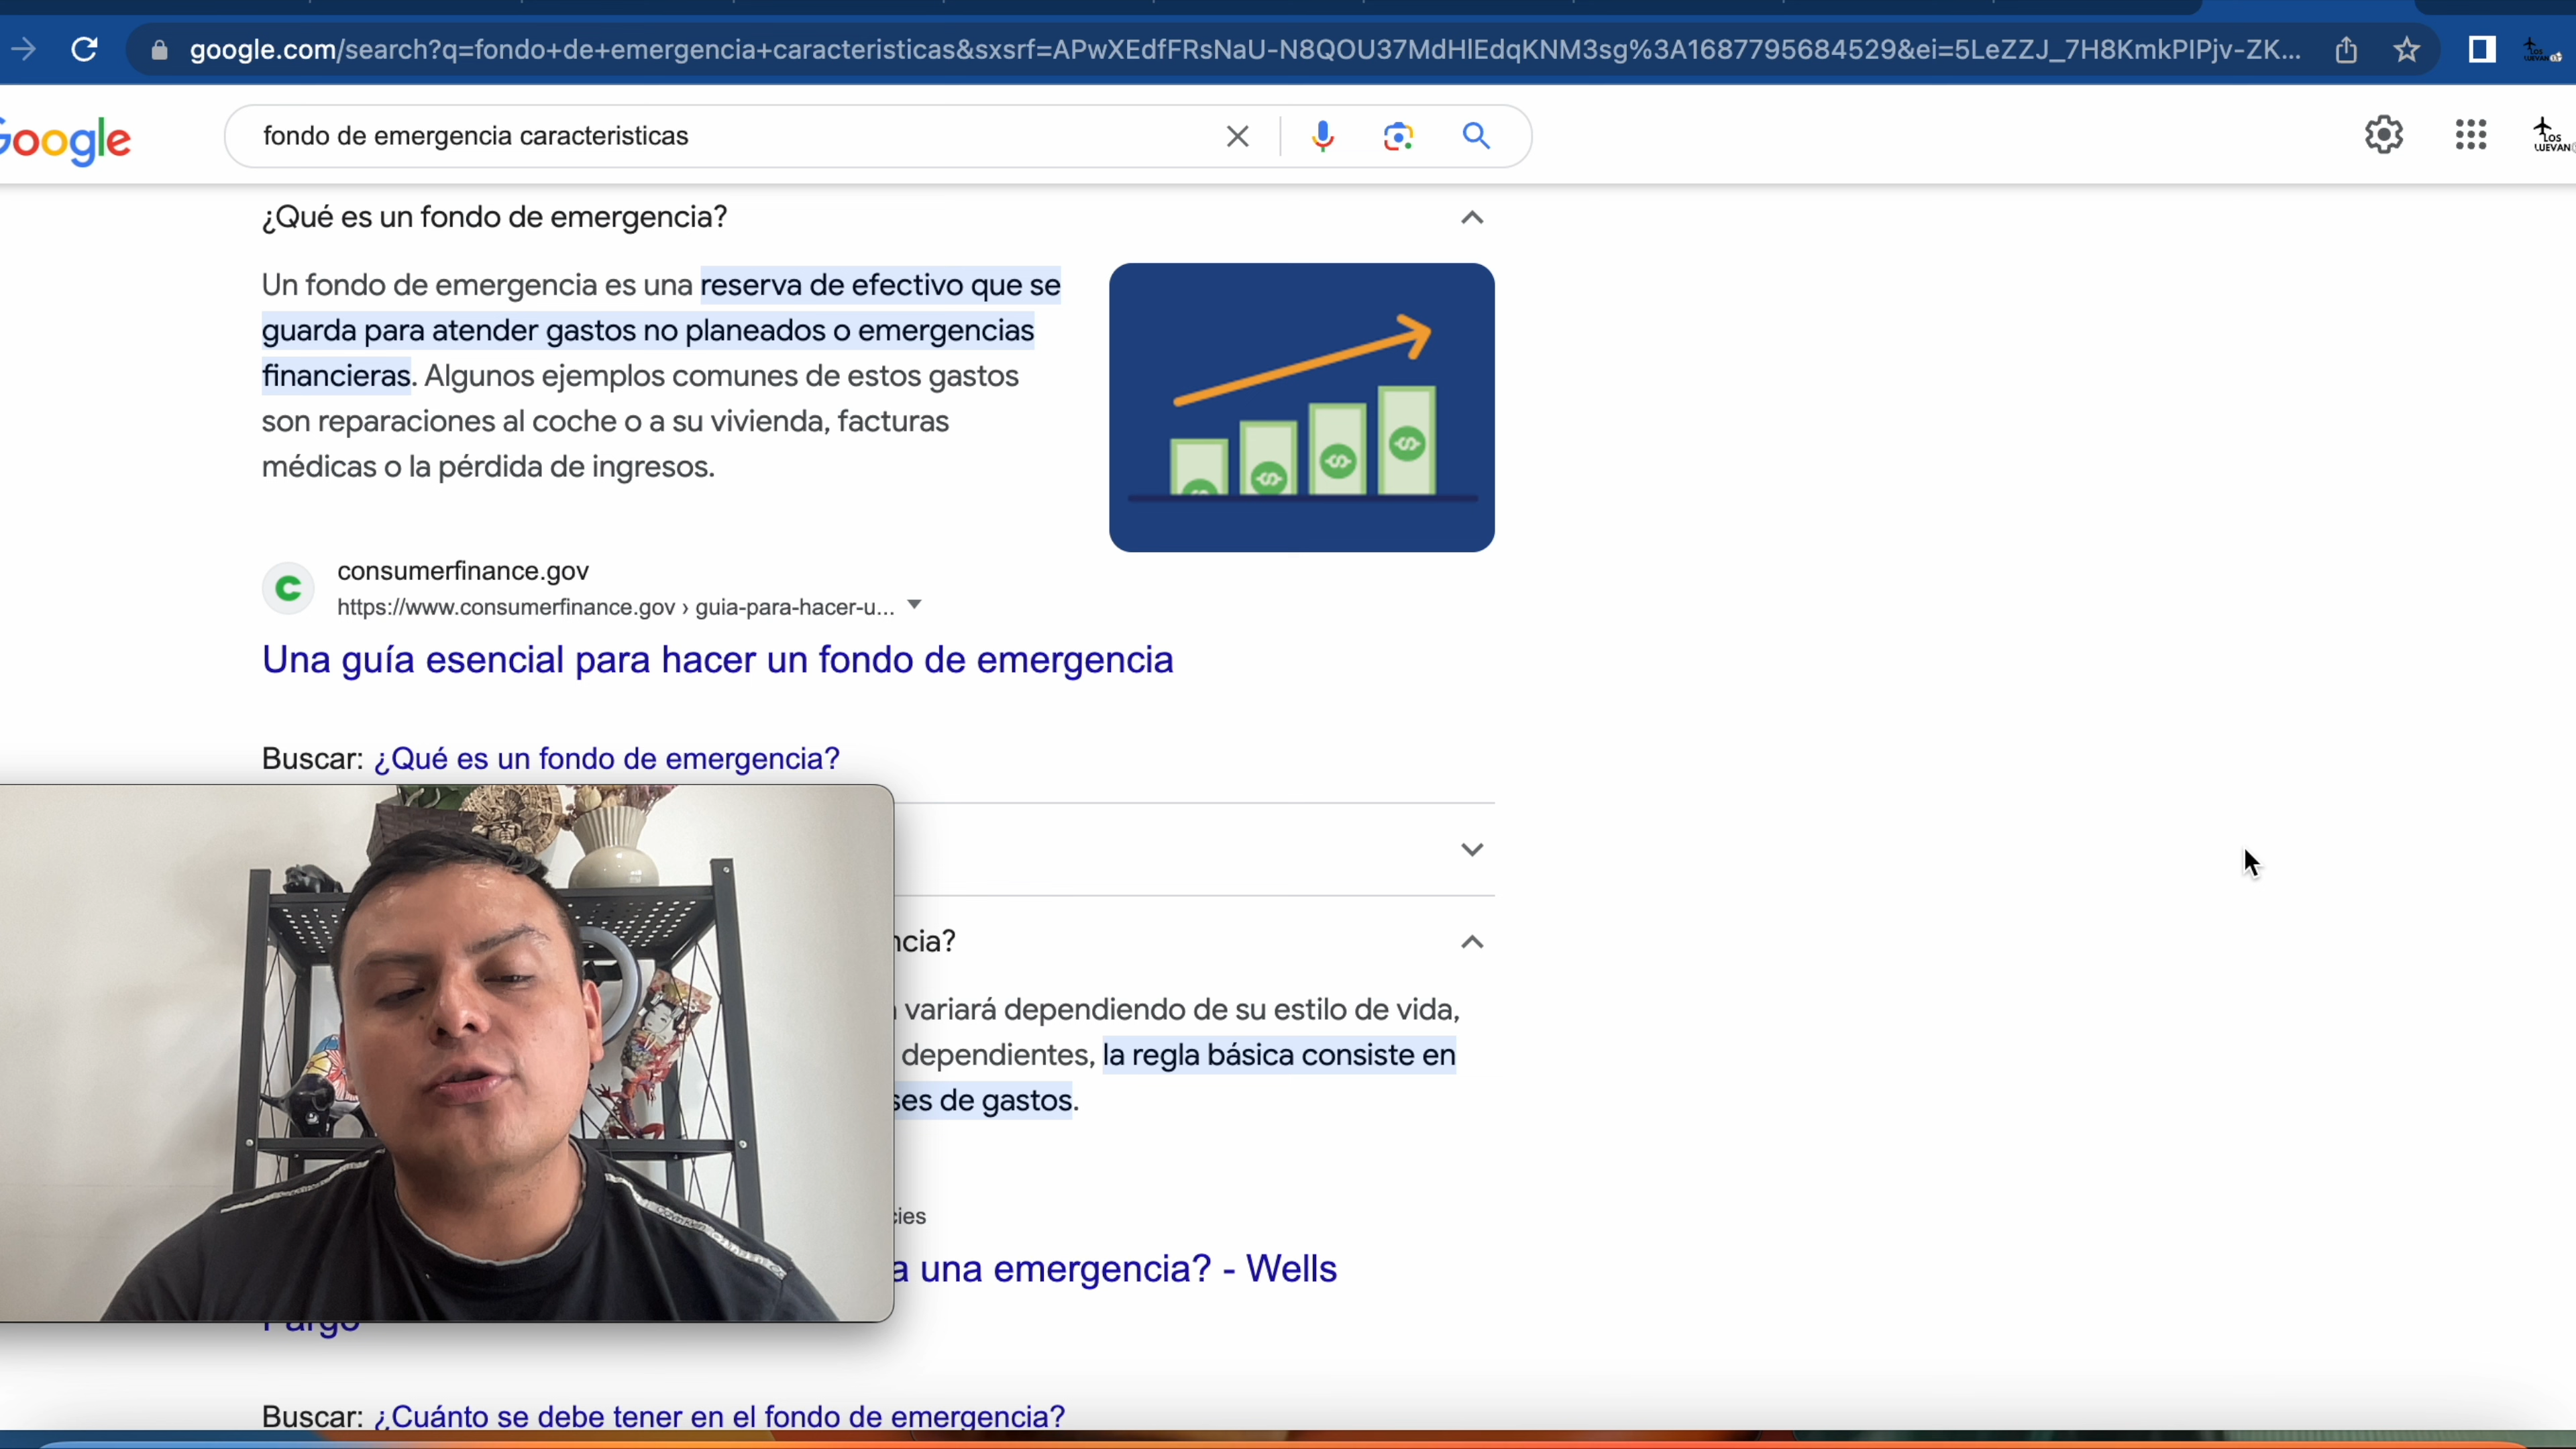 google.com/search?q=fondo+de+emergencia+caracteristicas&sxsrf=APwXEdfFRsNaU-N8QOU37MdHlEdqKNM3sg%3A1687795684529&ei=5LeZZJ_7H8KmkPIPjv-ZK...
Google
fondo de emergencia caracteristicas
LOS
LUEVAN
¿Qué es un fondo de emergencia?
Un fondo de emergencia es una reserva de efectivo que se
guarda para atender gastos no planeados o emergencias
financieras. Algunos ejemplos comunes de estos gastos
son reparaciones al coche o a su vivienda, facturas
médicas o la pérdida de ingresos.
consumerfinance.gov
https://www.consumerfinance.gov › guia-para-hacer-u...
Una guía esencial para hacer un fondo de emergencia
Buscar: ¿Qué es un fondo de emergencia?
ncia?
variará dependiendo de su estilo de vida,
dependientes, la regla básica consiste en
ses de gastos.
cies
a una emergencia? - Wells
Fargo
Buscar: ¿Cuánto se debe tener en el fondo de emergencia?